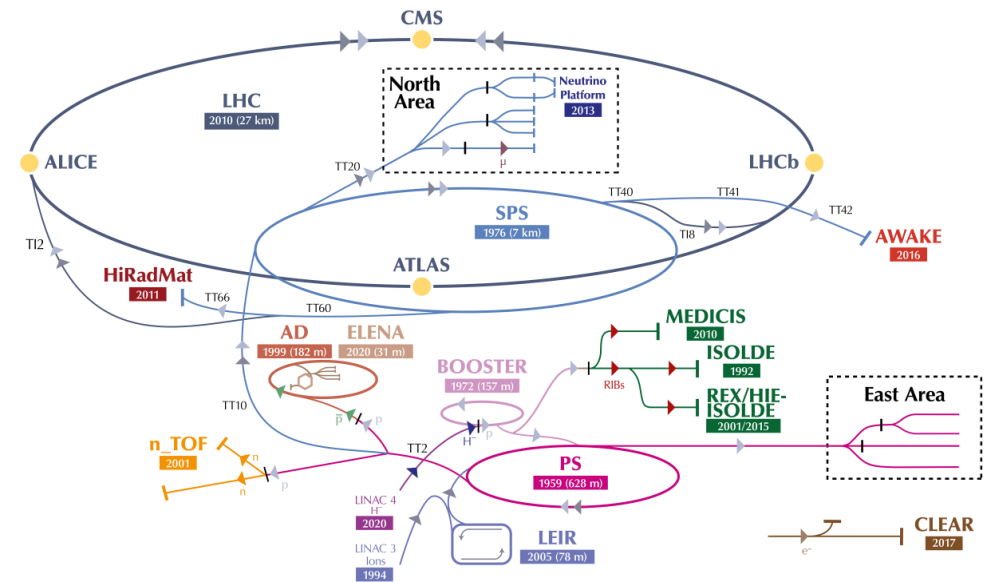 CMS
North
Area
Neutrino
Platform
2013
LHC
2010 (27 km)
μ
ALICE
LHCb
TT20
TT40
TT41
TT42
SPS
1976 (7 km)
TI8
TI2
AWAKE
2016
ATLAS
HiRadMat
2011
TT66
TT60
AD
1999 (182 m)
ELENA
2020 (31 m)
MEDICIS
2010
BOOSTER
1972 (157 m)
ISOLDE
1992
RIBs
REX/HIE-
ISOLDE
2001/2015
East Area
TT10
p̅
p
H⁻
p
n_TOF
2001
n
n
p
TT2
PS
1959 (628 m)
LINAC 4
H⁻
2020
LINAC 3
Ions
1994
LEIR
2005 (78 m)
e⁻
CLEAR
2017